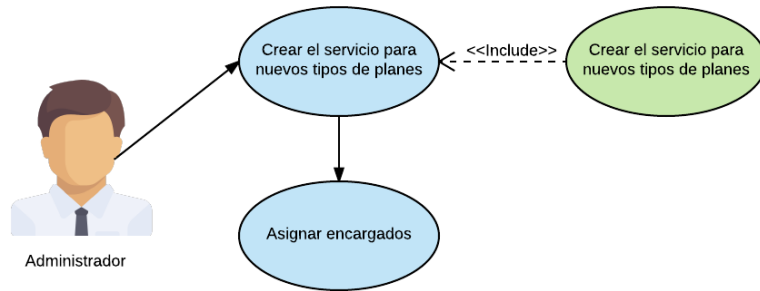 Crear el servicio para
nuevos tipos de planes
<<Include>>
Crear el servicio para
nuevos tipos de planes
Asignar encargados
Administrador